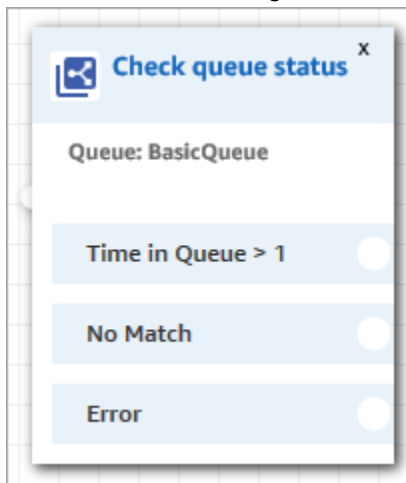 Check queue status
x
Queue: BasicQueue
Time in Queue > 1
No Match
Error